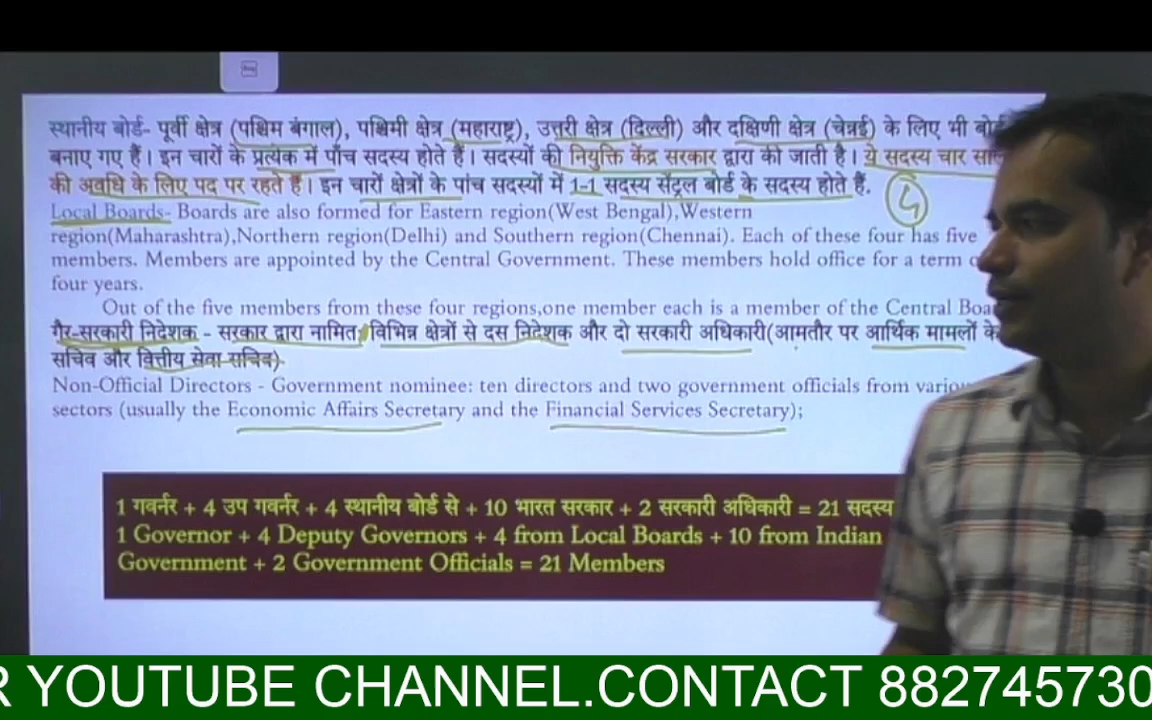 स्थानीय बोर्ड- पूर्वी क्षेत्र (पश्चिम बंगाल), पश्चिमी क्षेत्र (महाराष्ट्र), उत्तरी क्षेत्र (दिल्ली) और दक्षिणी क्षेत्र (चेन्नई) के लिए भी
बनाए गए हैं। इन चारों के प्रत्येक में पाँच सदस्य होते हैं। सदस्यों की नियुक्ति केंद्र सरकार द्वारा की जाती है। ये सदस्य चार
की अवधि के लिए पद पर रहते हैं। इन चारों क्षेत्रों के पांच सदस्यों में 1-1 सदस्य सेंट्रल बोर्ड के सदस्य होते हैं.
4
Local Boards- Boards are also formed for Eastern region(West Bengal),Western
region(Maharashtra),Northern region(Delhi) and Southern region(Chennai). Each of these four has five
members. Members are appointed by the Central Government. These members hold office for a term
four years.
Out of the five members from these four regions,one member each is a member of the Central
गैर-सरकारी निदेशक - सरकार द्वारा नामित: विभिन्न क्षेत्रों से दस निदेशक और दो सरकारी अधिकारी(आमतौर पर आर्थिक मामलों के
सचिव और वित्तीय सेवा सचिव)
Non-Official Directors - Government nominee: ten directors and two government officials from
sectors (usually the Economic Affairs Secretary and the Financial Services Secretary);
1 गवर्नर + 4 उप गवर्नर + 4 स्थानीय बोर्ड से + 10 भारत सरकार + 2 सरकारी अधिकारी = 21 सदस्य
1 Governor + 4 Deputy Governors + 4 from Local Boards + 10 from Indian
Government + 2 Government Officials = 21 Members
R YOUTUBE CHANNEL.CONTACT 882745730